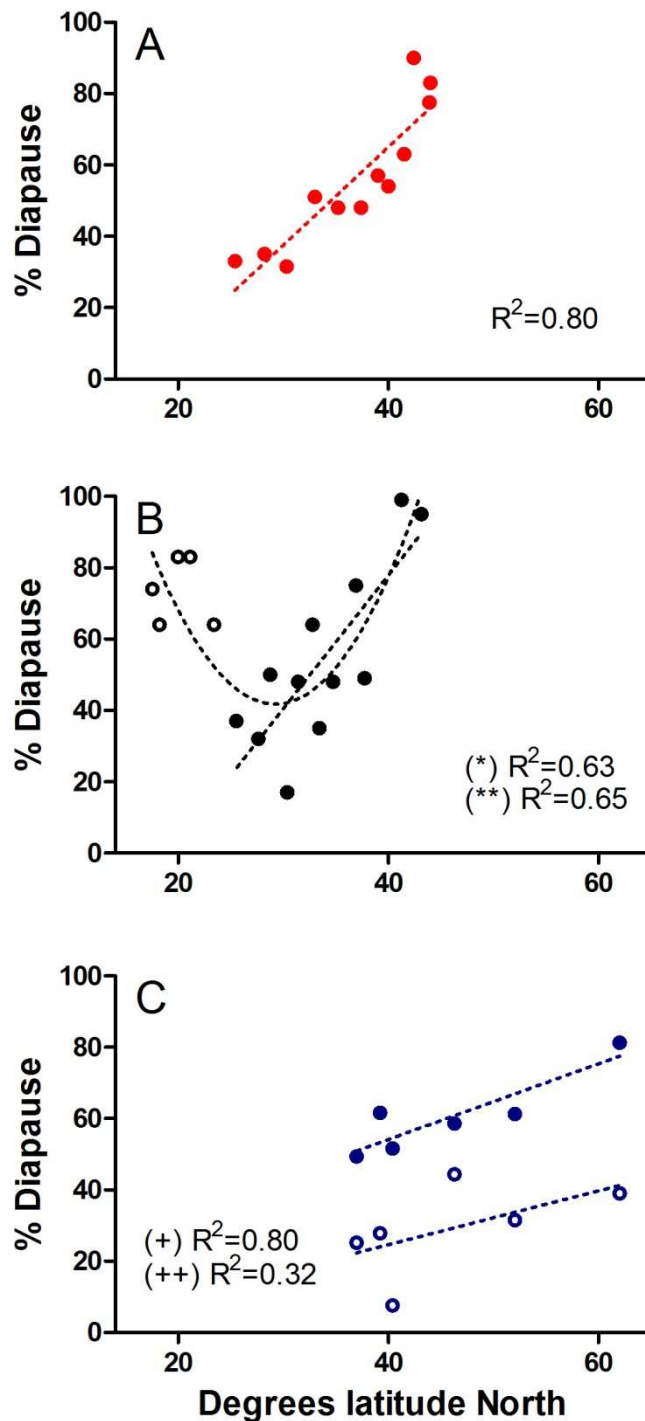 A
100
80
60
40
20
0
% Diapause
R²=0.80
20 40 60
B
100
80
60
40
20
0
% Diapause
(*) R²=0.63
(**) R²=0.65
20 40 60
C
100
80
60
40
20
0
% Diapause
(+) R²=0.80
(++) R²=0.32
20 40 60
Degrees latitude North